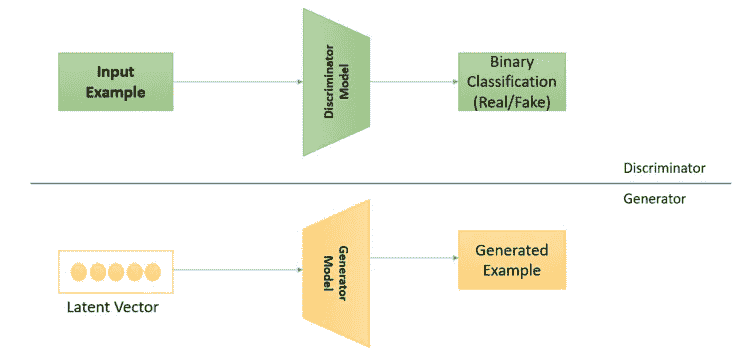 Input
Example
Discriminator
Model
Binary
Classification
(Real/Fake)
Discriminator
Generator
Latent Vector
Generator
Model
Generated
Example